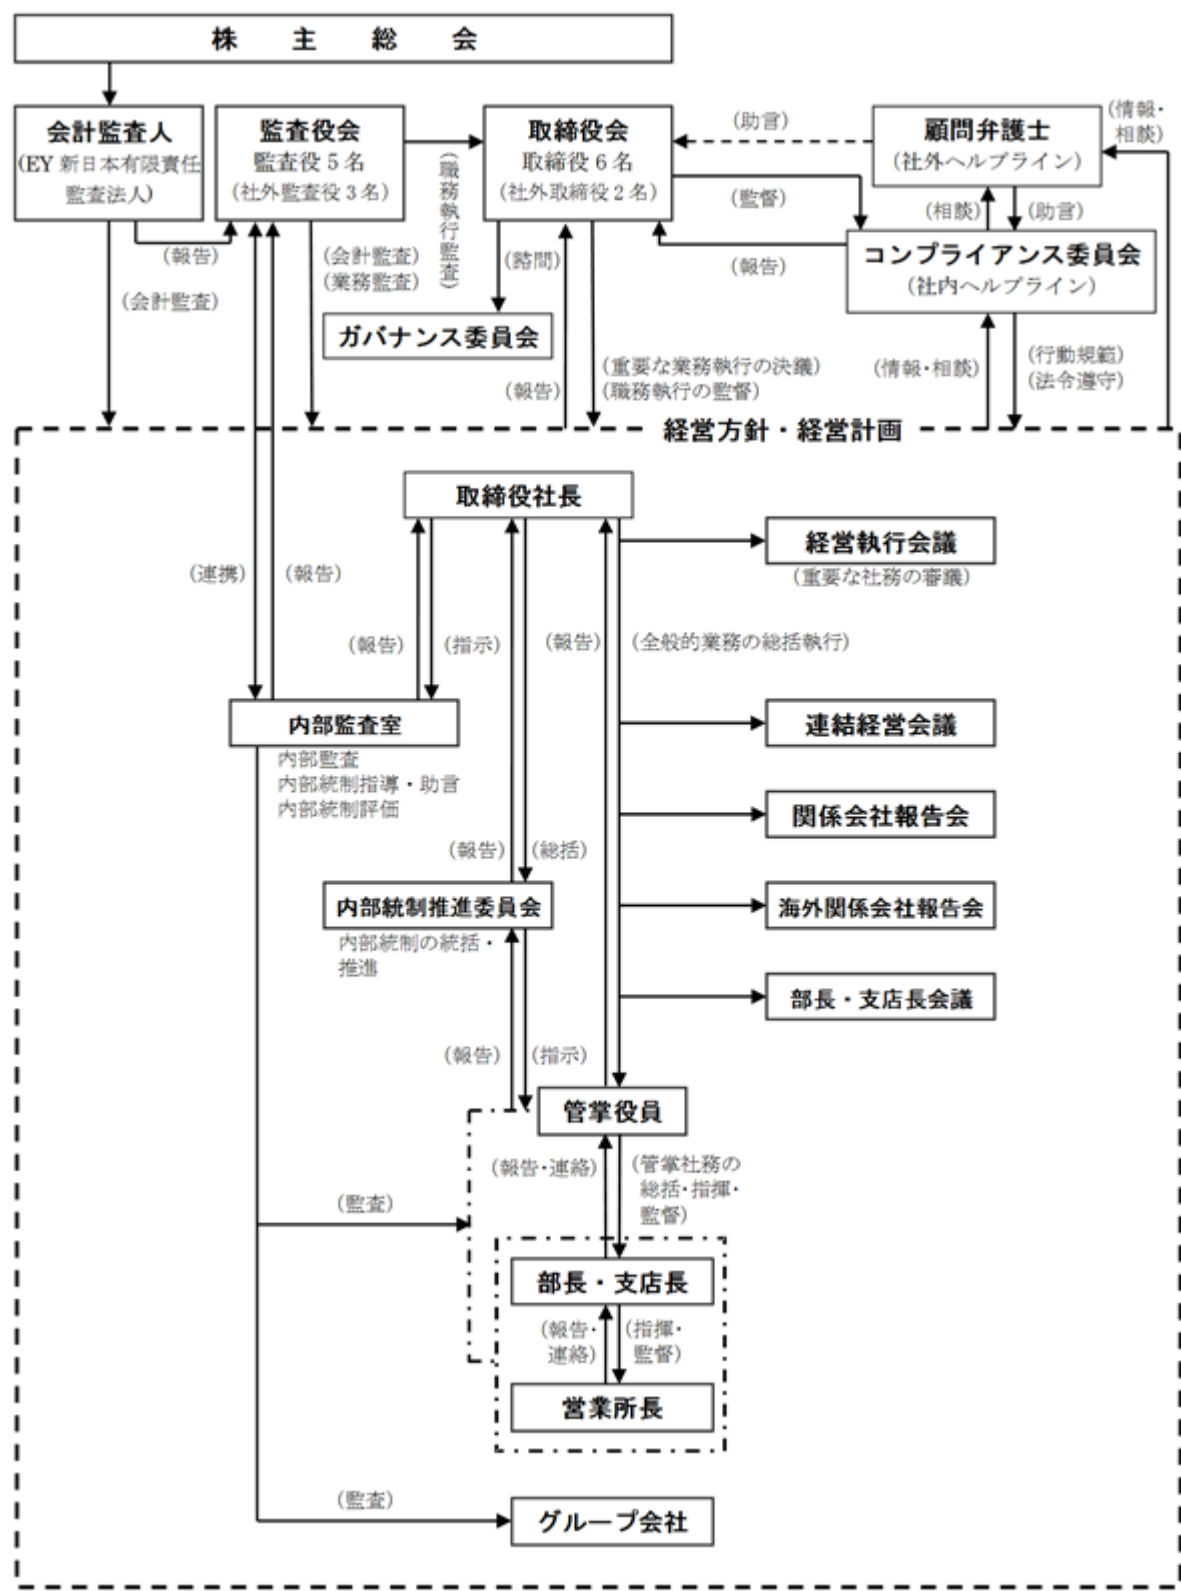 株 主 総 会
会計監査人
(EY 新日本有限責任
監査法人)
監査役会
監査役 5 名
(社外監査役 3 名)
取締役会
取締役 6 名
(社外取締役 2 名)
顧問弁護士
(社外ヘルプライン)
(情報・
相談)
(助言)
(職務執行監査)
(監督)
(相談)
(助言)
(報告)
(会計監査)
(業務監査)
(諮問)
(報告)
コンプライアンス委員会
(社内ヘルプライン)
(会計監査)
ガバナンス委員会
(報告)
(重要な業務執行の決議)
(職務執行の監督)
(情報・相談)
(行動規範)
(法令遵守)
経営方針・経営計画
取締役社長
経営執行会議
(重要な社務の審議)
(連携)
(報告)
(報告)
(指示)
(報告)
(全般的業務の総括執行)
内部監査室
内部監査
内部統制指導・助言
内部統制評価
連結経営会議
関係会社報告会
(報告)
(総括)
内部統制推進委員会
内部統制の統括・
推進
海外関係会社報告会
部長・支店長会議
(報告)
(指示)
管掌役員
(報告・連絡)
(管掌社務の
総括・指揮・
監督)
(監査)
部長・支店長
(報告・
連絡)
(指揮・
監督)
営業所長
(監査)
グループ会社